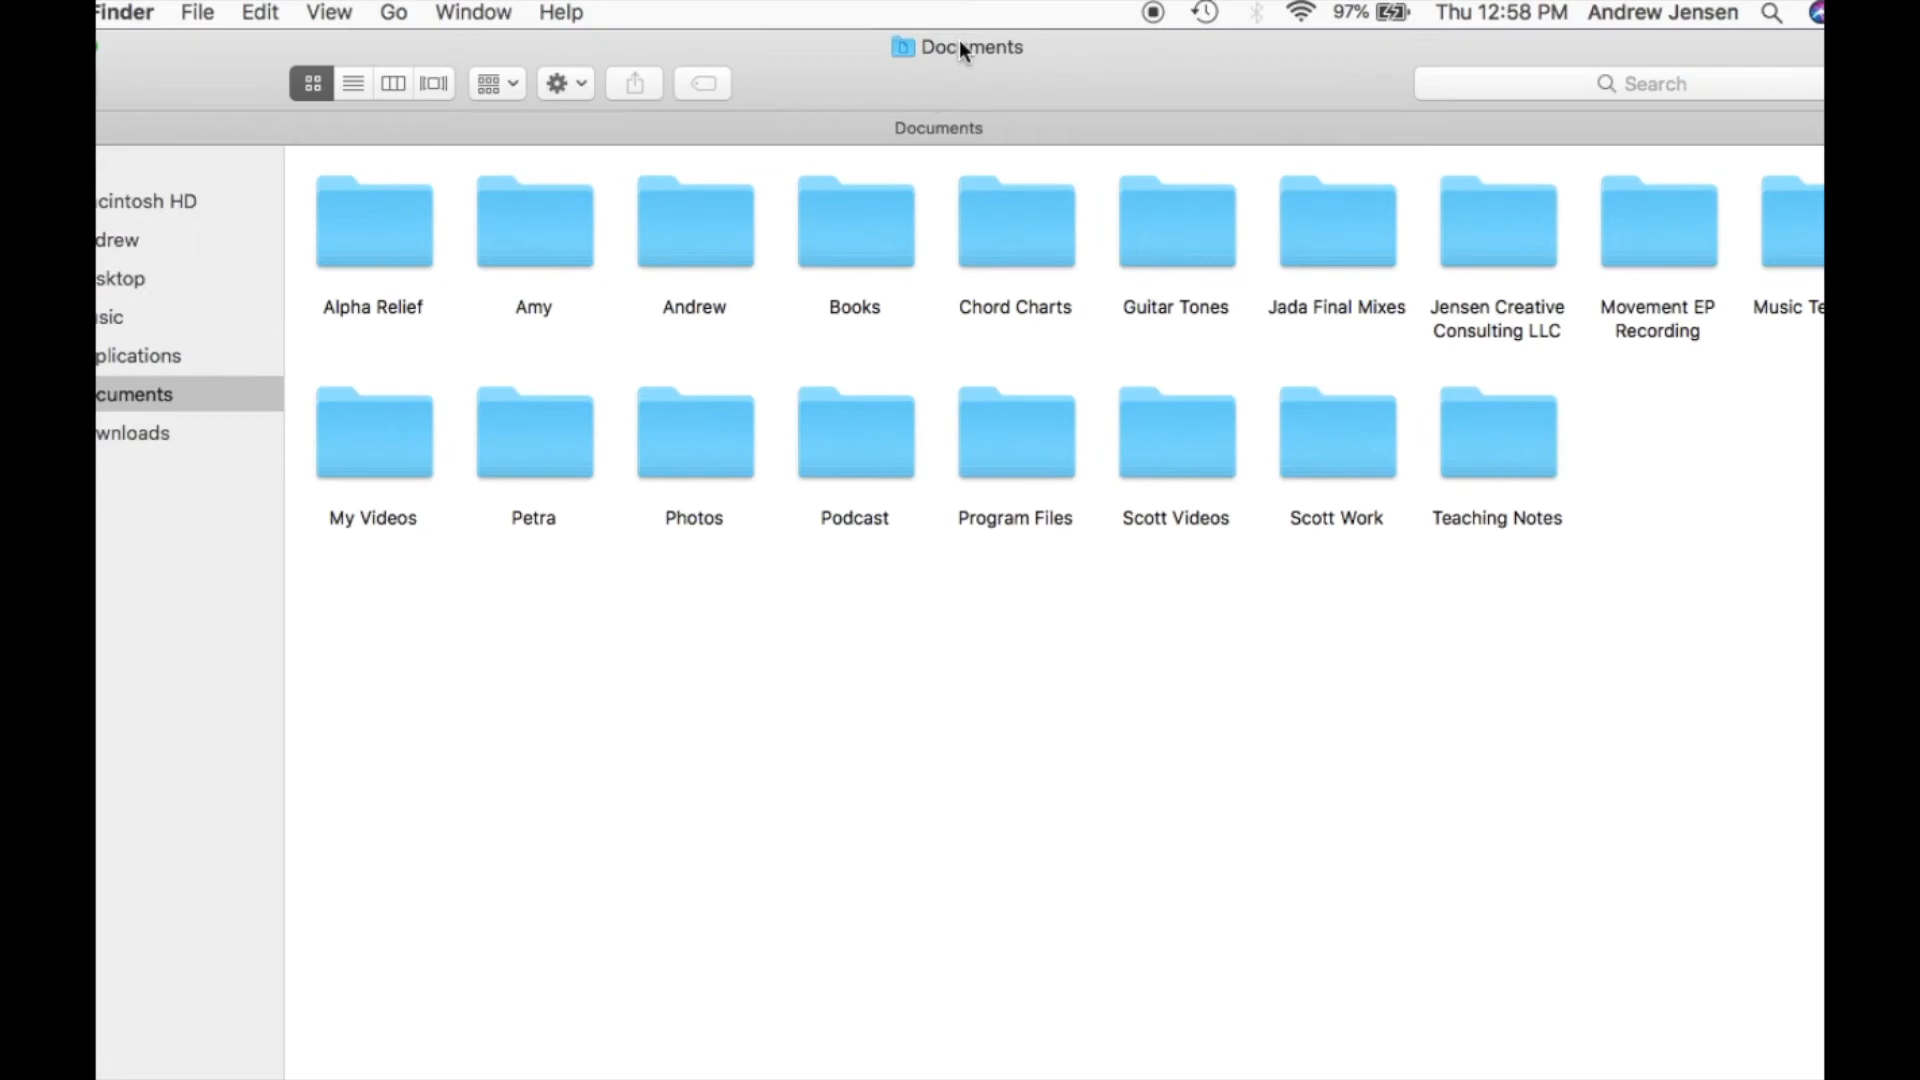 Finder File Edit View Go Window Help 97% Thu 12:58 PM Andrew Jensen
Documents
Search
Documents
cintosh HD
drew
sktop
sic
plications
cuments
wnloads
Alpha Relief Amy Andrew Books Chord Charts Guitar Tones Jada Final Mixes Jensen Creative Movement EP Music Te
Consulting LLC Recording
My Videos Petra Photos Podcast Program Files Scott Videos Scott Work Teaching Notes